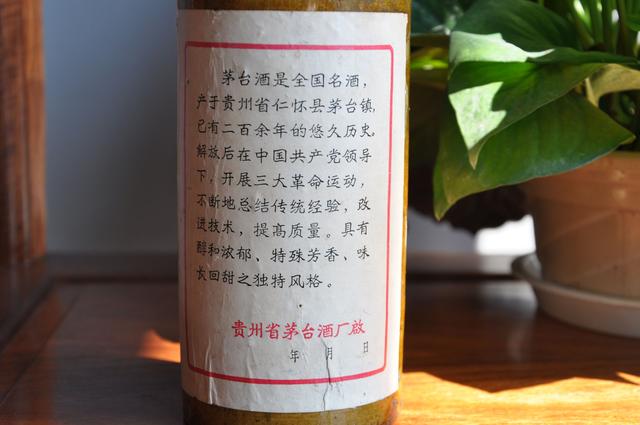 茅台酒是全国名酒，
产于贵州省仁怀县茅台镇，
已有二百余年的悠久历史。
解放后在中国共产党领导
下，开展三大革命运动，
不断地总结传统经验，改
进技术，提高质量。具有
醇和浓郁、特殊芳香、味
长回甜之独特风格。
贵州省茅台酒厂啟
年 月 日